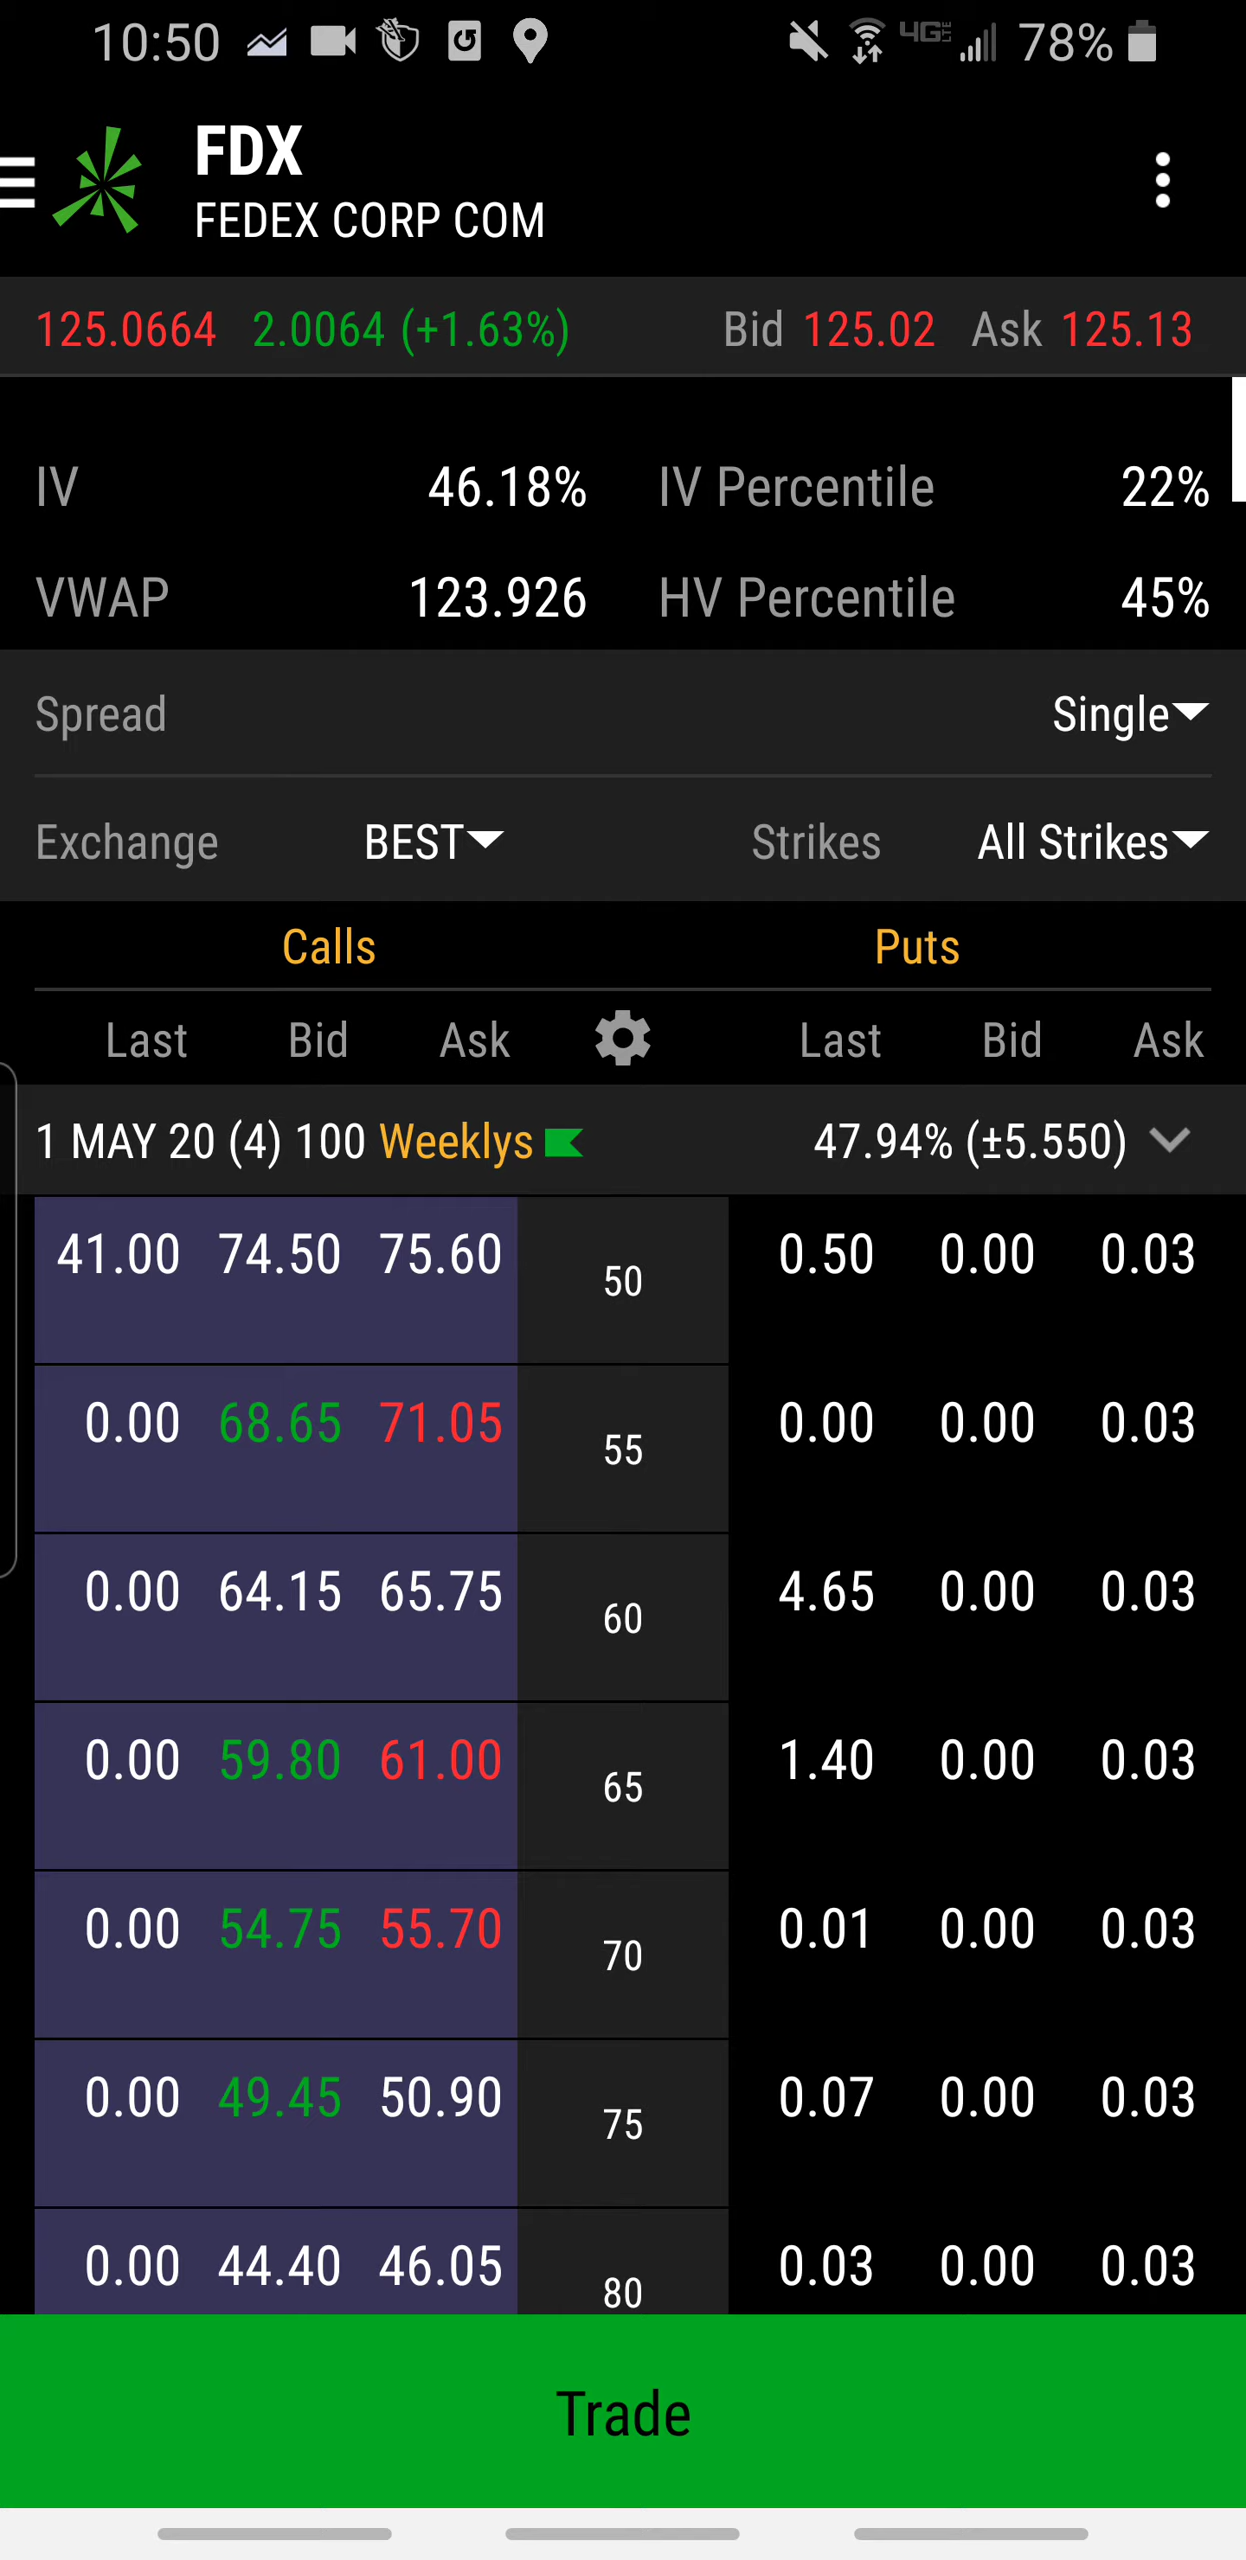 10:50 4G LTE 78%
FDX
FEDEX CORP COM
125.0664 2.0064 (+1.63%) Bid 125.02 Ask 125.13
IV 46.18% IV Percentile 22%
VWAP 123.926 HV Percentile 45%
Spread Single
Exchange BEST Strikes All Strikes
Calls Puts
Last Bid Ask Last Bid Ask
1 MAY 20 (4) 100 Weeklys 47.94% (±5.550)
41.00 74.50 75.60 50 0.50 0.00 0.03
0.00 68.65 71.05 55 0.00 0.00 0.03
0.00 64.15 65.75 60 4.65 0.00 0.03
0.00 59.80 61.00 65 1.40 0.00 0.03
0.00 54.75 55.70 70 0.01 0.00 0.03
0.00 49.45 50.90 75 0.07 0.00 0.03
0.00 44.40 46.05 80 0.03 0.00 0.03
Trade